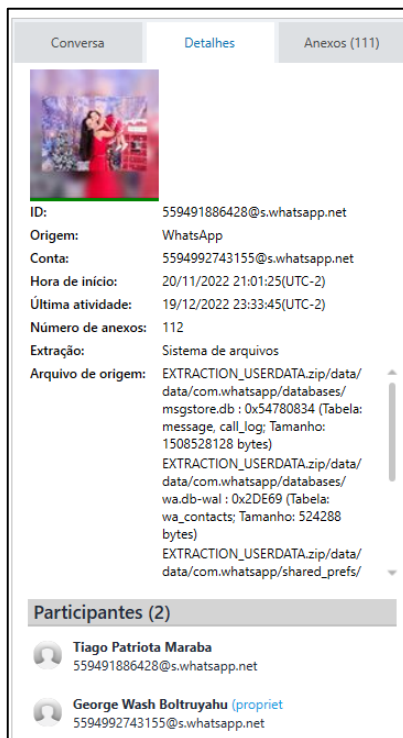 Conversa Detalhes Anexos (111)
ID: 559491886428@s.whatsapp.net
Origem: WhatsApp
Conta: 5594992743155@s.whatsapp.net
Hora de início: 20/11/2022 21:01:25(UTC-2)
Última atividade: 19/12/2022 23:33:45(UTC-2)
Número de anexos: 112
Extração: Sistema de arquivos
Arquivo de origem: EXTRACTION_USERDATA.zip/data/
data/com.whatsapp/databases/
msgstore.db : 0x54780834 (Tabela:
message, call_log; Tamanho:
1508528128 bytes)
EXTRACTION_USERDATA.zip/data/
data/com.whatsapp/databases/
wa.db-wal : 0x2DE69 (Tabela:
wa_contacts; Tamanho: 524288
bytes)
EXTRACTION_USERDATA.zip/data/
data/com.whatsapp/shared_prefs/
Participantes (2)
Tiago Patriota Maraba
559491886428@s.whatsapp.net
George Wash Boltruyahu (propriet
5594992743155@s.whatsapp.net